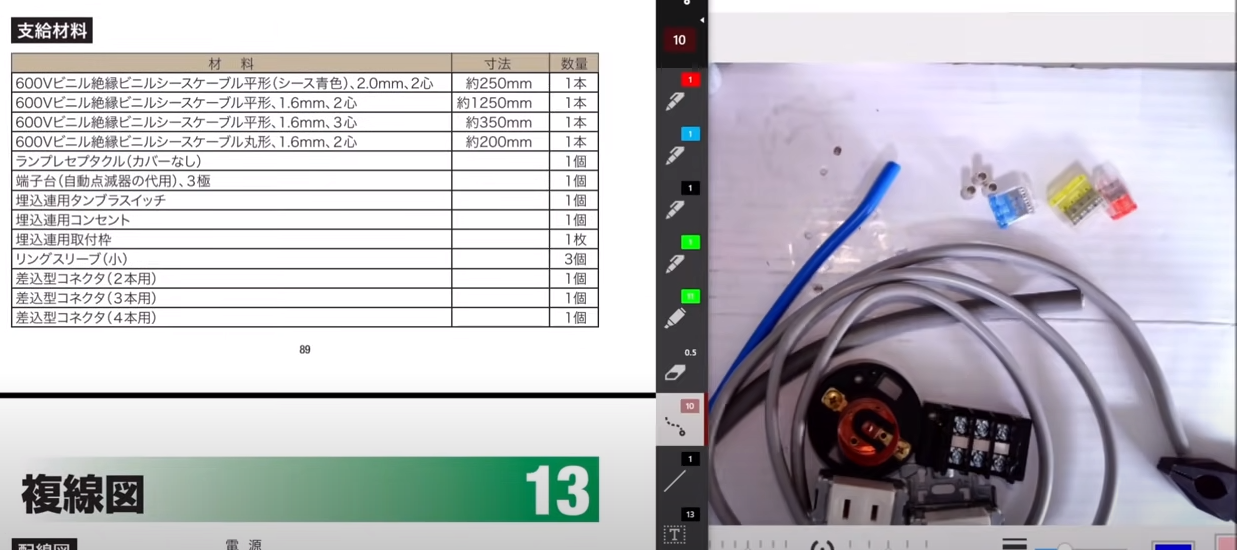 支給材料
材 料 寸法 数量
600Vビニル絶縁ビニルシースケーブル平形(シース青色)、2.0mm、2心 約250mm 1本
600Vビニル絶縁ビニルシースケーブル平形、1.6mm、2心 約1250mm 1本
600Vビニル絶縁ビニルシースケーブル平形、1.6mm、3心 約350mm 1本
600Vビニル絶縁ビニルシースケーブル丸形、1.6mm、2心 約200mm 1本
ランプレセプタクル(カバーなし) 1個
端子台(自動点滅器の代用)、3極 1個
埋込連用タンブラスイッチ 1個
埋込連用コンセント 1個
埋込連用取付枠 1枚
リングスリーブ(小) 3個
差込型コネクタ(2本用) 1個
差込型コネクタ(3本用) 1個
差込型コネクタ(4本用) 1個
89
複線図 13
配線図 電 源
10
1
1
1
0.5
10
1
13
T